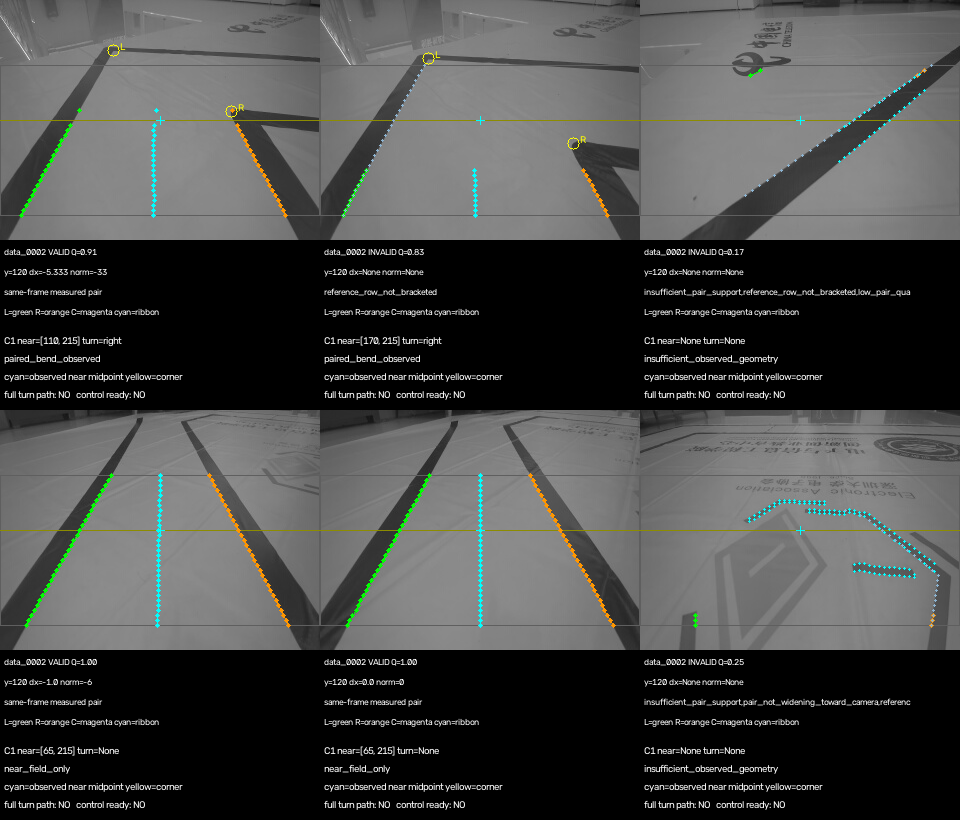 L
R
L
R
data_0002 VALID Q=0.91
y=120 dx=-5.333 norm=-33
same-frame measured pair
L=green R=orange C=magenta cyan=ribbon
C1 near=[110, 215] turn=right
paired_bend_observed
cyan=observed near midpoint yellow=corner
full turn path: NO control ready: NO
data_0002 INVALID Q=0.83
y=120 dx=None norm=None
reference_row_not_bracketed
L=green R=orange C=magenta cyan=ribbon
C1 near=[170, 215] turn=right
paired_bend_observed
cyan=observed near midpoint yellow=corner
full turn path: NO control ready: NO
data_0002 INVALID Q=0.17
y=120 dx=None norm=None
insufficient_pair_support,reference_row_not_bracketed,low_pair_qua
L=green R=orange C=magenta cyan=ribbon
C1 near=None turn=None
insufficient_observed_geometry
cyan=observed near midpoint yellow=corner
full turn path: NO control ready: NO
Electronic Association
data_0002 VALID Q=1.00
y=120 dx=-1.0 norm=-6
same-frame measured pair
L=green R=orange C=magenta cyan=ribbon
C1 near=[65, 215] turn=None
near_field_only
cyan=observed near midpoint yellow=corner
full turn path: NO control ready: NO
data_0002 VALID Q=1.00
y=120 dx=0.0 norm=0
same-frame measured pair
L=green R=orange C=magenta cyan=ribbon
C1 near=[65, 215] turn=None
near_field_only
cyan=observed near midpoint yellow=corner
full turn path: NO control ready: NO
data_0002 INVALID Q=0.25
y=120 dx=None norm=None
insufficient_pair_support,pair_not_widening_toward_camera,referenc
L=green R=orange C=magenta cyan=ribbon
C1 near=None turn=None
insufficient_observed_geometry
cyan=observed near midpoint yellow=corner
full turn path: NO control ready: NO